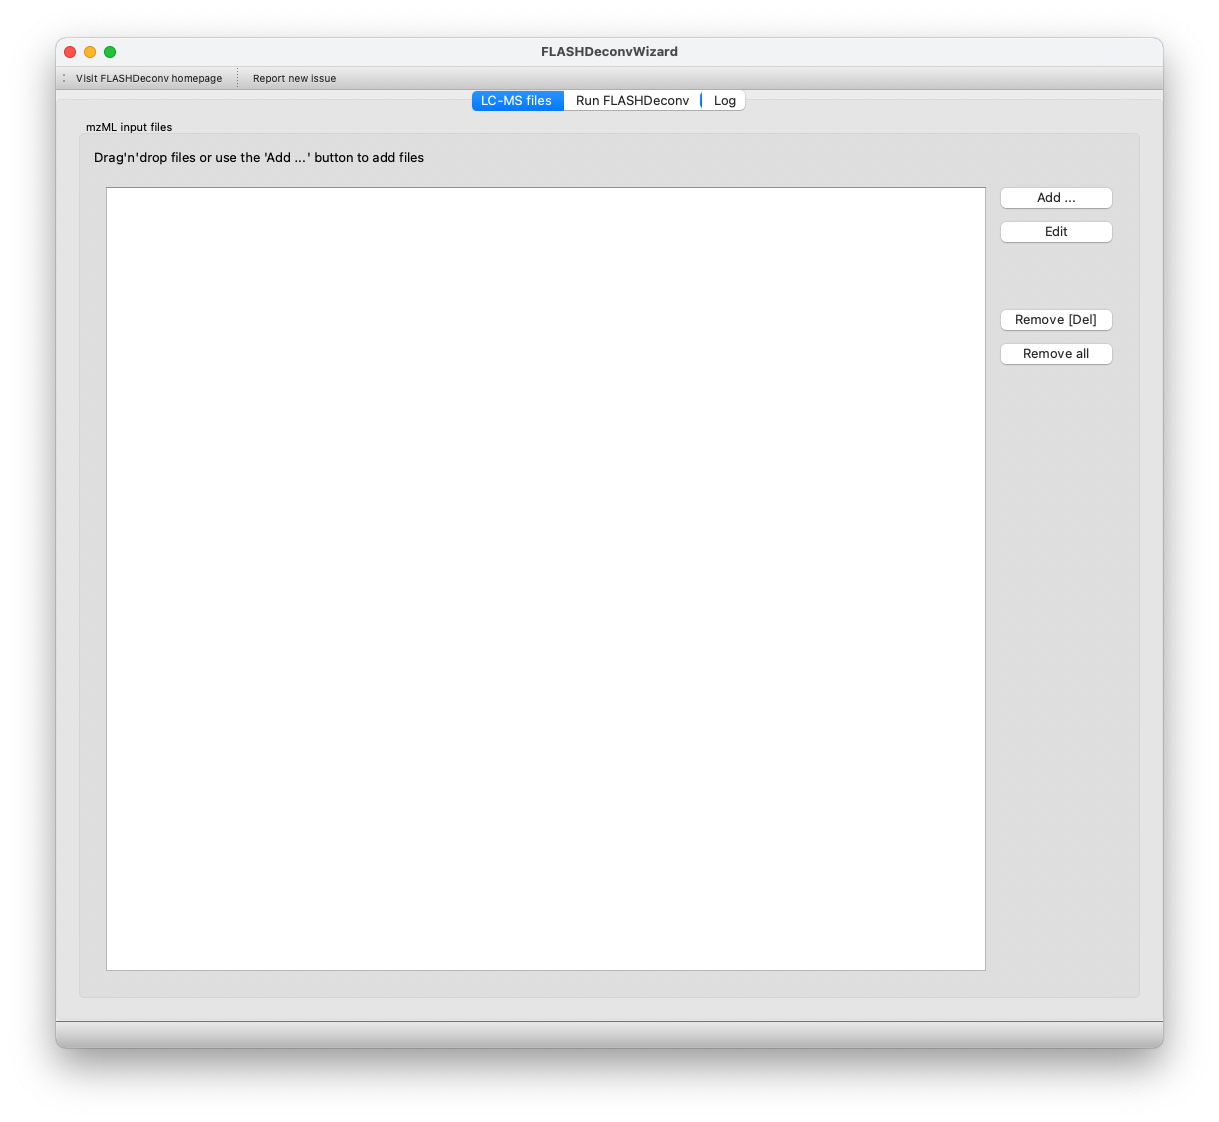 FLASHDeconvWizard
Visit FLASHDeconv homepage
Report new issue
LC-MS files
Run FLASHDeconv
Log
mzML input files
Drag'n'drop files or use the 'Add ...' button to add files
Add ...
Edit
Remove [Del]
Remove all